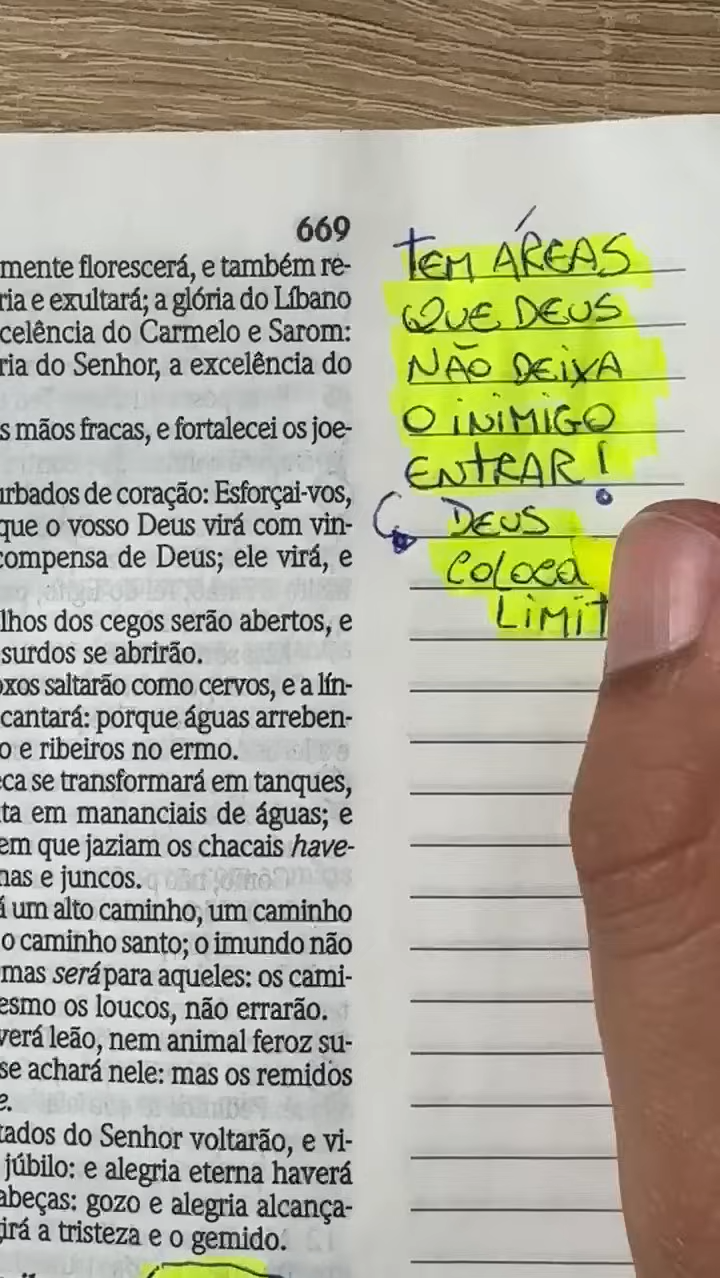 669
mente florescerá, e também re-
ria e exultará; a glória do Líbano
celência do Carmelo e Sarom:
ria do Senhor, a excelência do
s mãos fracas, e fortalecei os joe-
urbados de coração: Esforçai-vos,
que o vosso Deus virá com vin-
compensa de Deus; ele virá, e
lhos dos cegos serão abertos, e
surdos se abrirão.
oxos saltarão como cervos, e a lín-
cantará: porque águas arreben-
o e ribeiros no ermo.
eca se transformará em tanques,
ta em mananciais de águas; e
em que jaziam os chacais have-
nas e juncos.
á um alto caminho, um caminho
o caminho santo; o imundo não
mas será para aqueles: os cami-
esmo os loucos, não errarão.
verá leão, nem animal feroz su-
se achará nele: mas os remidos
e.
tados do Senhor voltarão, e vi-
júbilo: e alegria eterna haverá
abeças: gozo e alegria alcança-
girá a tristeza e o gemido.
TEM ÁREAS
QUE DEUS
NÃO DEIXA
O INIMIGO
ENTRAR!
DEUS
COLOCA
LIMIT